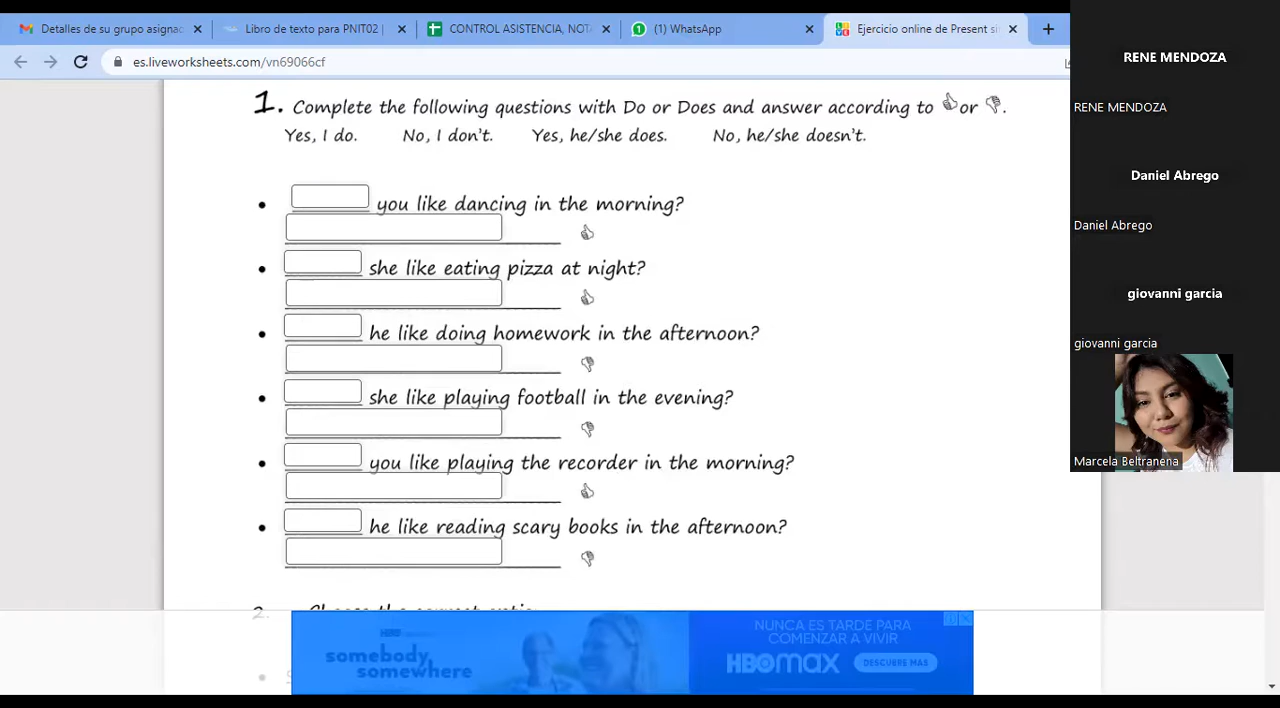 Detalles de su grupo asignac
Libro de texto para PNIT02 |
CONTROL ASISTENCIA, NOT
(1) WhatsApp
Ejercicio online de Present si
es.liveworksheets.com/vn69066cf
1. Complete the following questions with Do or Does and answer according to or .
Yes, I do. No, I don't. Yes, he/she does. No, he/she doesn't.
you like dancing in the morning?
she like eating pizza at night?
he like doing homework in the afternoon?
she like playing football in the evening?
you like playing the recorder in the morning?
he like reading scary books in the afternoon?
2.
somebody
somewhere
NUNCA ES TARDE PARA
COMENZAR A VIVIR
HBOmax DESCUBRE MÁS
RENE MENDOZA
RENE MENDOZA
Daniel Abrego
Daniel Abrego
giovanni garcia
giovanni garcia
Marcela Beltranena